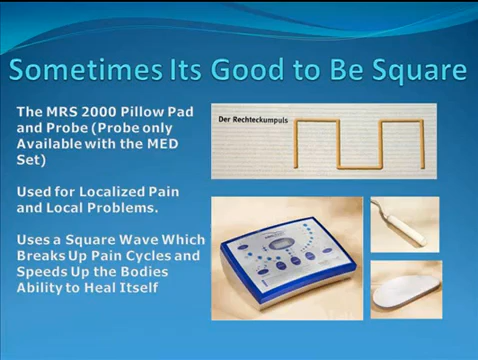 Sometimes Its Good to Be Square
The MRS 2000 Pillow Pad
and Probe (Probe only
Available with the MED
Set)
Used for Localized Pain
and Local Problems.
Uses a Square Wave Which
Breaks Up Pain Cycles and
Speeds Up the Bodies
Ability to Heal Itself
Der Rechteckumpuls